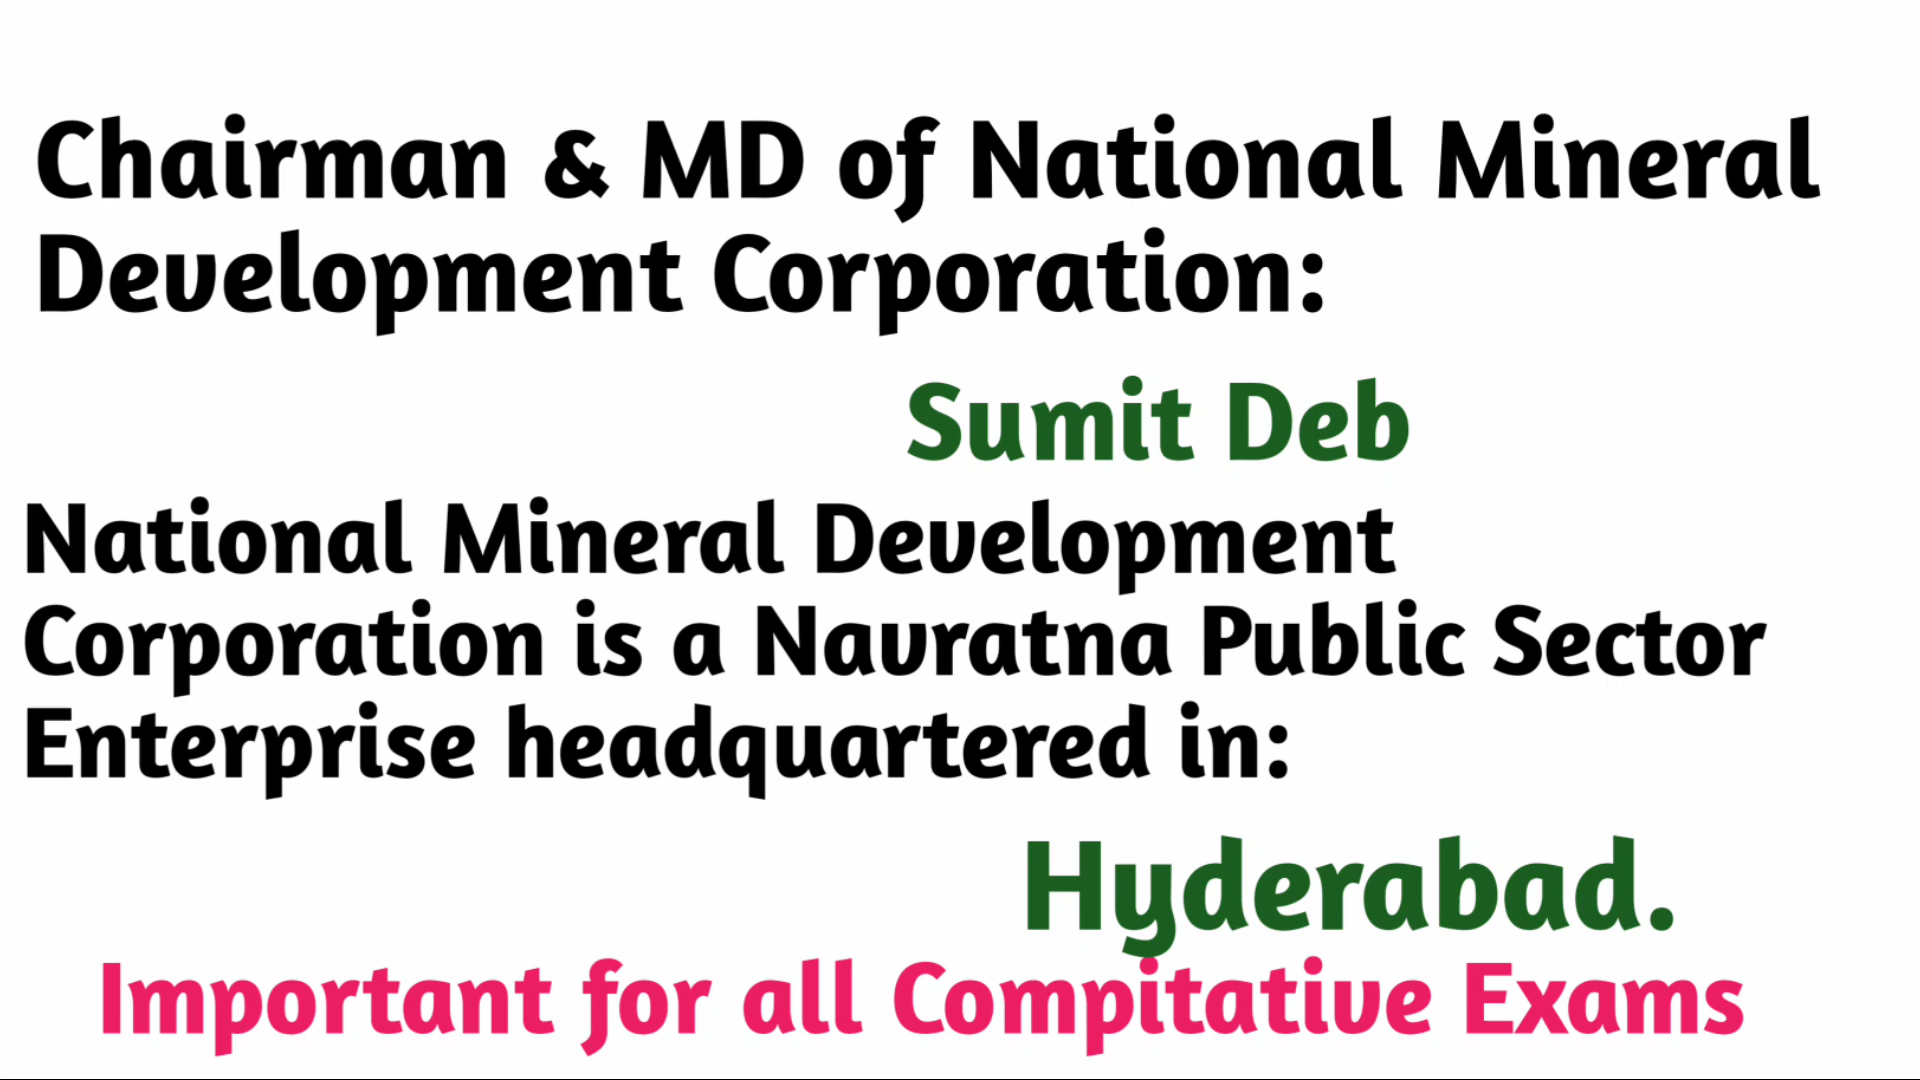 Chairman & MD of National Mineral
Development Corporation:
Sumit Deb
National Mineral Development
Corporation is a Navratna Public Sector
Enterprise headquartered in:
Hyderabad.
Important for all Compitative Exams